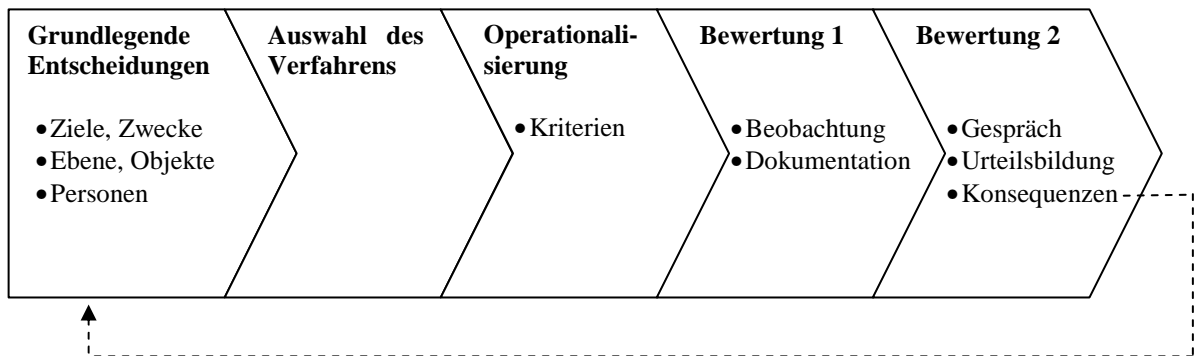 Grundlegende
Entscheidungen
• Ziele, Zwecke
• Ebene, Objekte
• Personen
Auswahl des
Verfahrens
Operationali-
sierung
• Kriterien
Bewertung 1
• Beobachtung
• Dokumentation
Bewertung 2
• Gespräch
• Urteilsbildung
• Konsequenzen